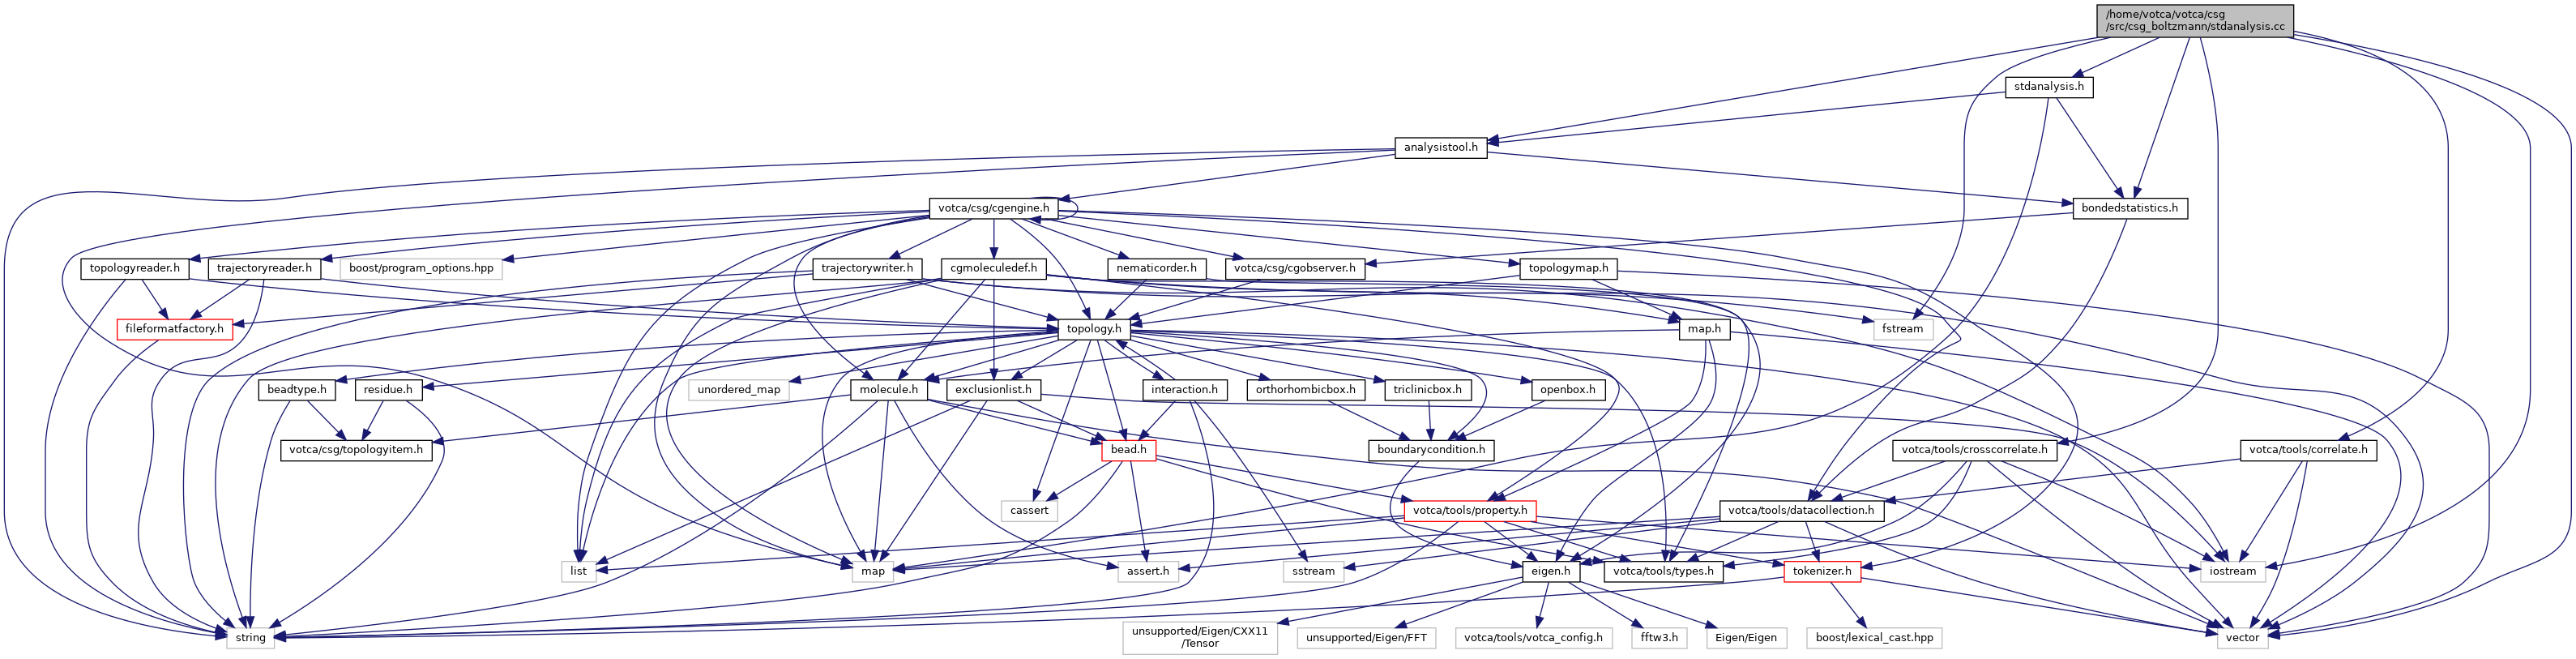 /home/votca/votca/csg
/src/csg_boltzmann/stdanalysis.cc
stdanalysis.h
analysistool.h
votca/csg/cgengine.h
bondedstatistics.h
topologyreader.h
trajectoryreader.h
boost/program_options.hpp
trajectorywriter.h
cgmoleculedef.h
nematicorder.h
votca/csg/cgobserver.h
topologymap.h
fileformatfactory.h
topology.h
map.h
fstream
beadtype.h
residue.h
unordered_map
molecule.h
exclusionlist.h
interaction.h
orthorhombicbox.h
triclinicbox.h
openbox.h
votca/csg/topologyitem.h
bead.h
boundarycondition.h
votca/tools/crosscorrelate.h
votca/tools/correlate.h
cassert
votca/tools/property.h
votca/tools/datacollection.h
list
map
assert.h
sstream
eigen.h
votca/tools/types.h
tokenizer.h
iostream
string
unsupported/Eigen/CXX11
/Tensor
unsupported/Eigen/FFT
votca/tools/votca_config.h
fftw3.h
Eigen/Eigen
boost/lexical_cast.hpp
vector